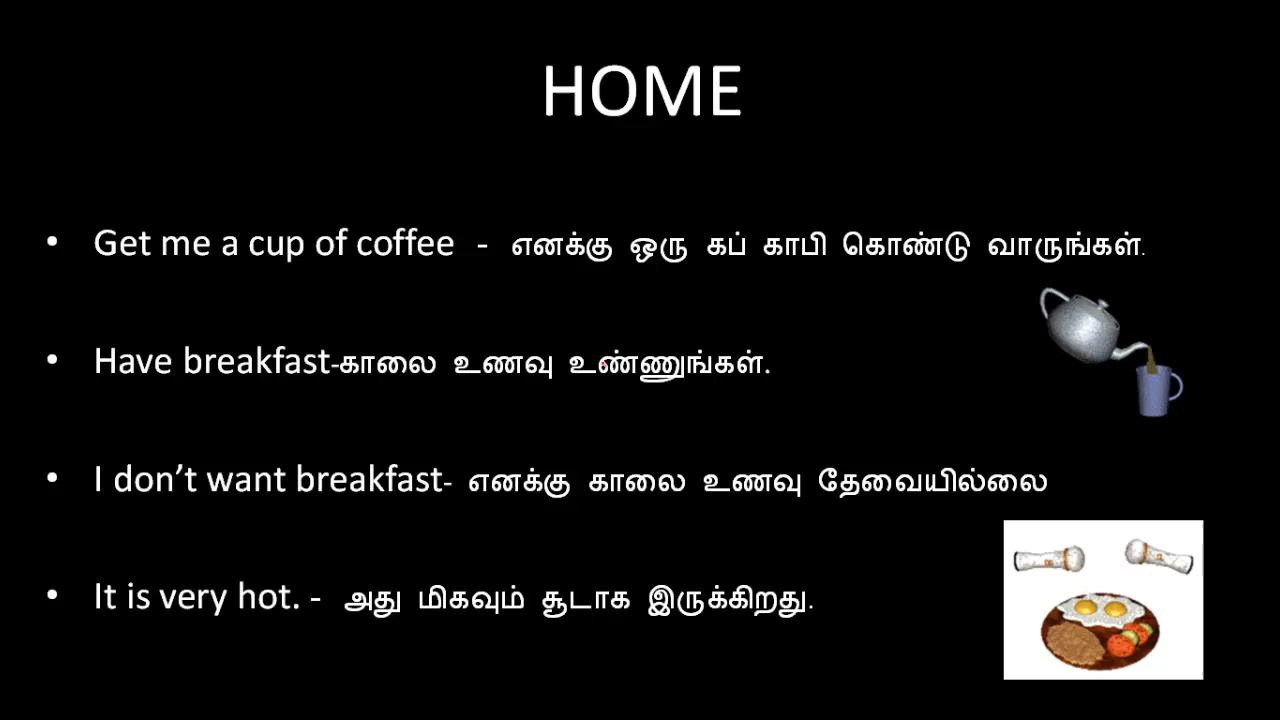 HOME
• Get me a cup of coffee - எனக்கு ஒரு கப் காபி கொண்டு வாருங்கள்.
• Have breakfast-காலை உணவு உண்ணுங்கள்.
• I don’t want breakfast- எனக்கு காலை உணவு தேவையில்லை
• It is very hot. - அது மிகவும் சூடாக இருக்கிறது.